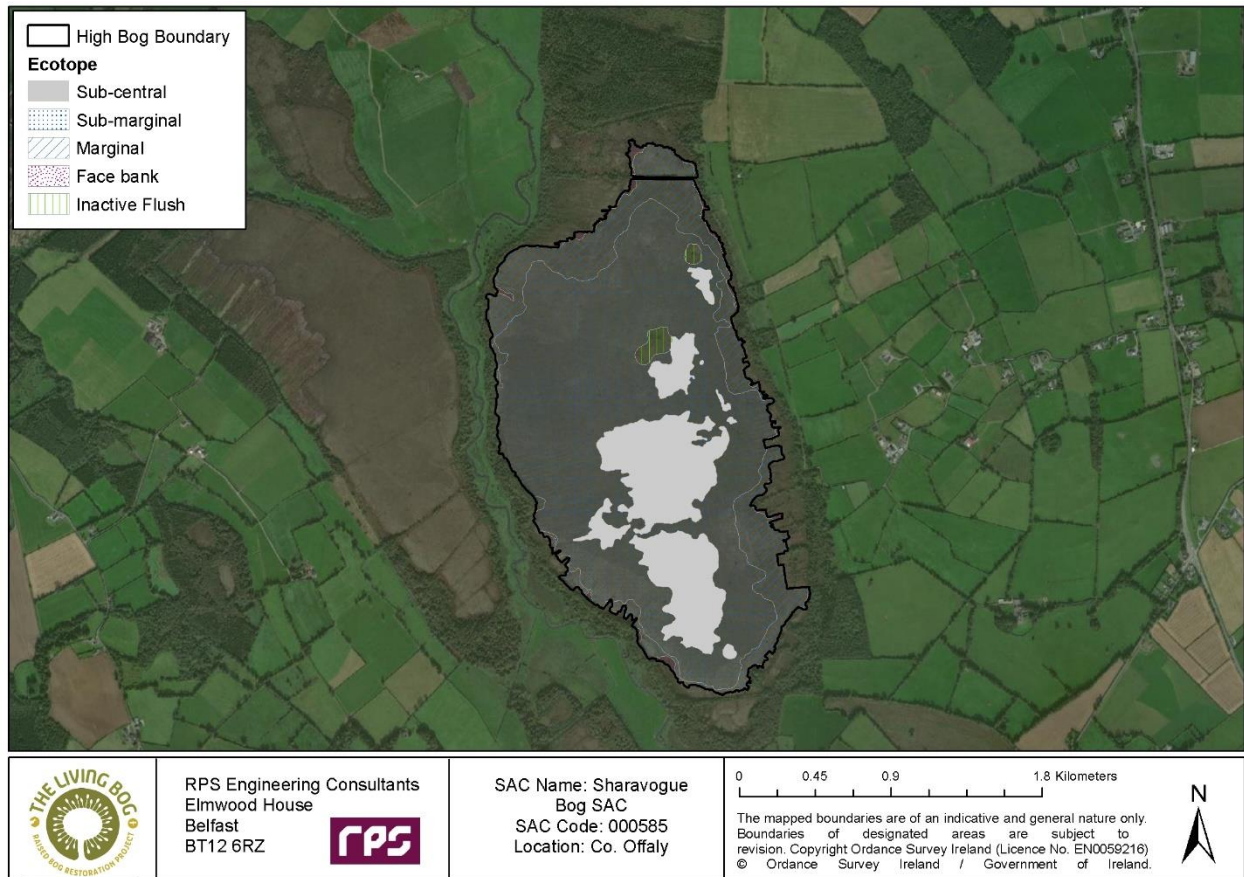 High Bog Boundary
Ecotope
Sub-central
Sub-marginal
Marginal
Face bank
Inactive Flush
THE LIVING BOG
RAISED BOG RESTORATION PROJECT
RPS Engineering Consultants
Elmwood House
Belfast
BT12 6RZ
rps
SAC Name: Sharavogue
Bog SAC
SAC Code: 000585
Location: Co. Offaly
0 0.45 0.9 1.8 Kilometers
The mapped boundaries are of an indicative and general nature only.
Boundaries of designated areas are subject to
revision. Copyright Ordance Survey Ireland (Licence No. EN0059216)
© Ordance Survey Ireland / Government of Ireland.
N